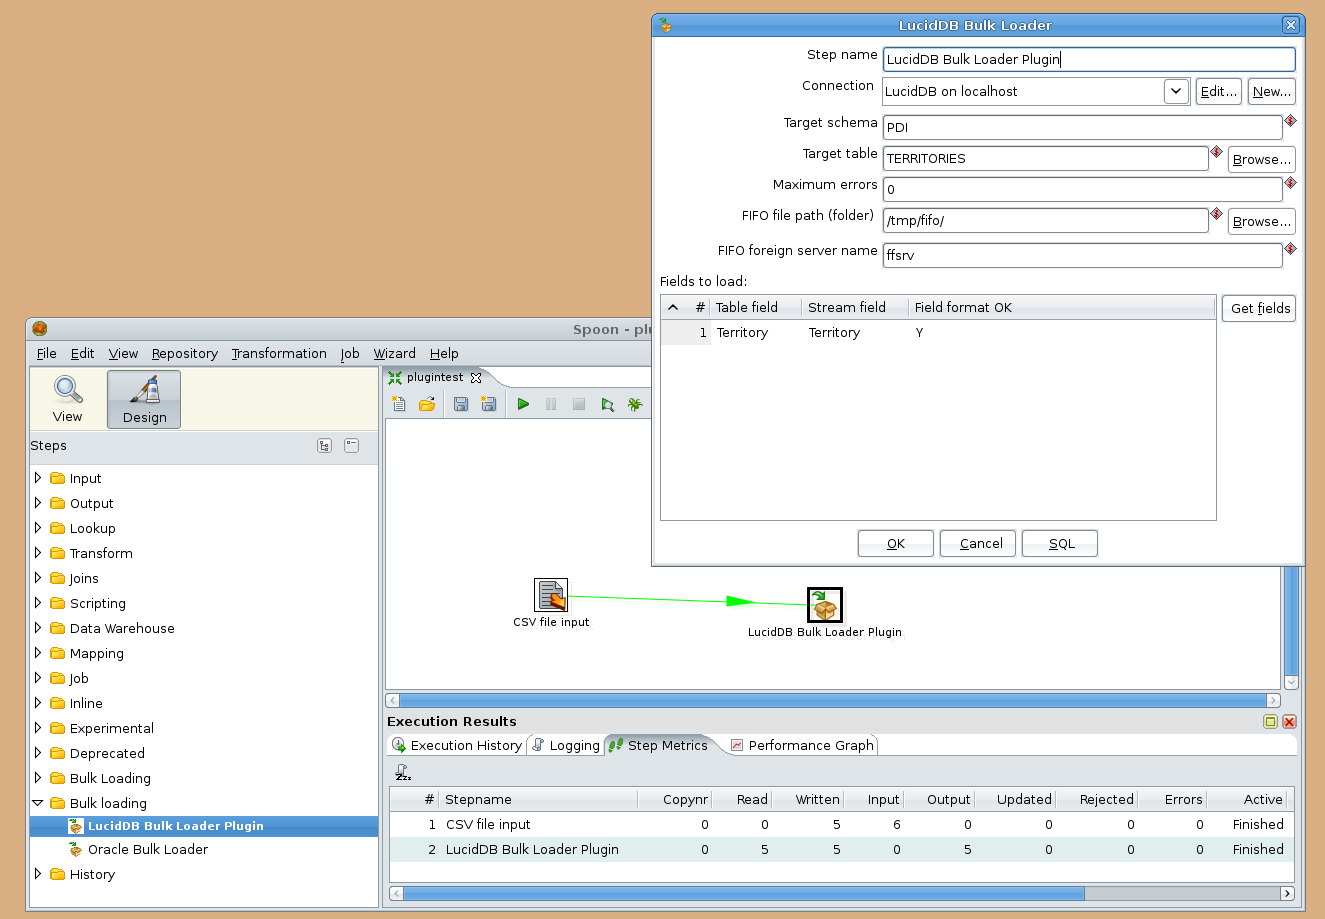 LucidDB Bulk Loader
Step name LucidDB Bulk Loader Plugin
Connection LucidDB on localhost Edit... New...
Target schema PDI
Target table TERRITORIES Browse...
Maximum errors 0
FIFO file path (folder) /tmp/fifo/ Browse...
FIFO foreign server name ffsrv
Fields to load:
# Table field Stream field Field format OK Get fields
1 Territory Territory Y
OK Cancel SQL
Spoon - plu
File Edit View Repository Transformation Job Wizard Help
View Design
Steps
Input
Output
Lookup
Transform
Joins
Scripting
Data Warehouse
Mapping
Job
Inline
Experimental
Deprecated
Bulk Loading
Bulk loading
LucidDB Bulk Loader Plugin
Oracle Bulk Loader
History
plugintest
CSV file input
LucidDB Bulk Loader Plugin
Execution Results
Execution History Logging Step Metrics Performance Graph
# Stepname Copynr Read Written Input Output Updated Rejected Errors Active
1 CSV file input 0 0 5 6 0 0 0 0 Finished
2 LucidDB Bulk Loader Plugin 0 5 5 0 5 0 0 0 Finished